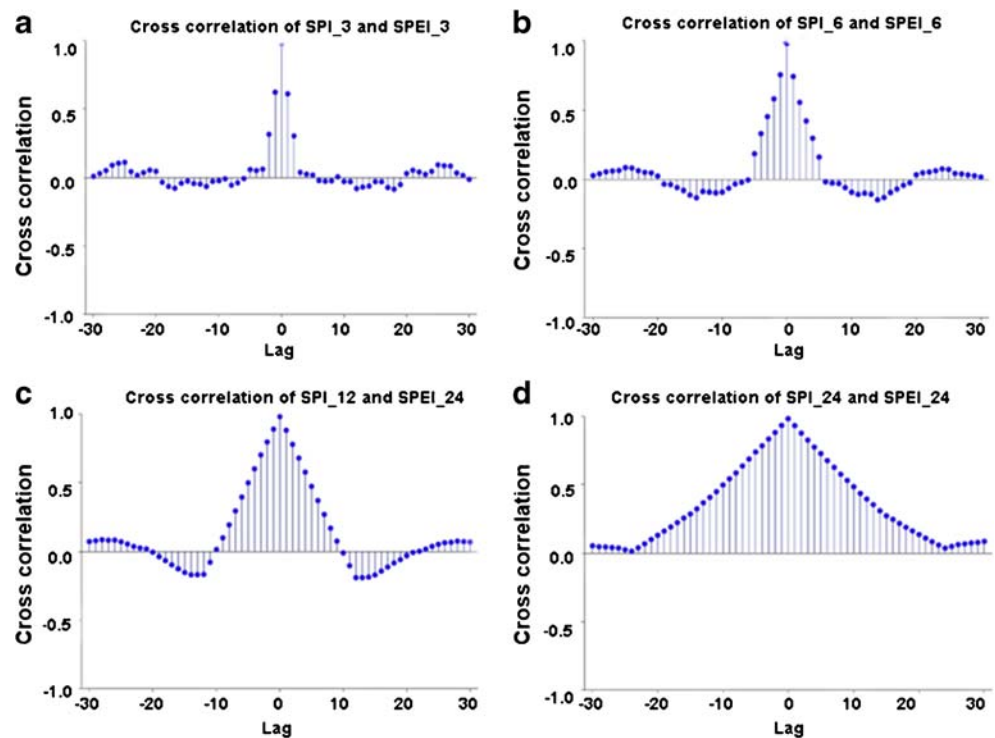 a
Cross correlation of SPI_3 and SPEI_3
Cross correlation
1.0
0.5
0.0
-0.5
-1.0
-30 -20 -10 0 10 20 30
Lag
b
Cross correlation of SPI_6 and SPEI_6
Cross correlation
1.0
0.5
0.0
-0.5
-1.0
-30 -20 -10 0 10 20 30
Lag
c
Cross correlation of SPI_12 and SPEI_24
Cross correlation
1.0
0.5
0.0
-0.5
-1.0
-30 -20 -10 0 10 20 30
Lag
d
Cross correlation of SPI_24 and SPEI_24
Cross correlation
1.0
0.5
0.0
-0.5
-1.0
-30 -20 -10 0 10 20 30
Lag